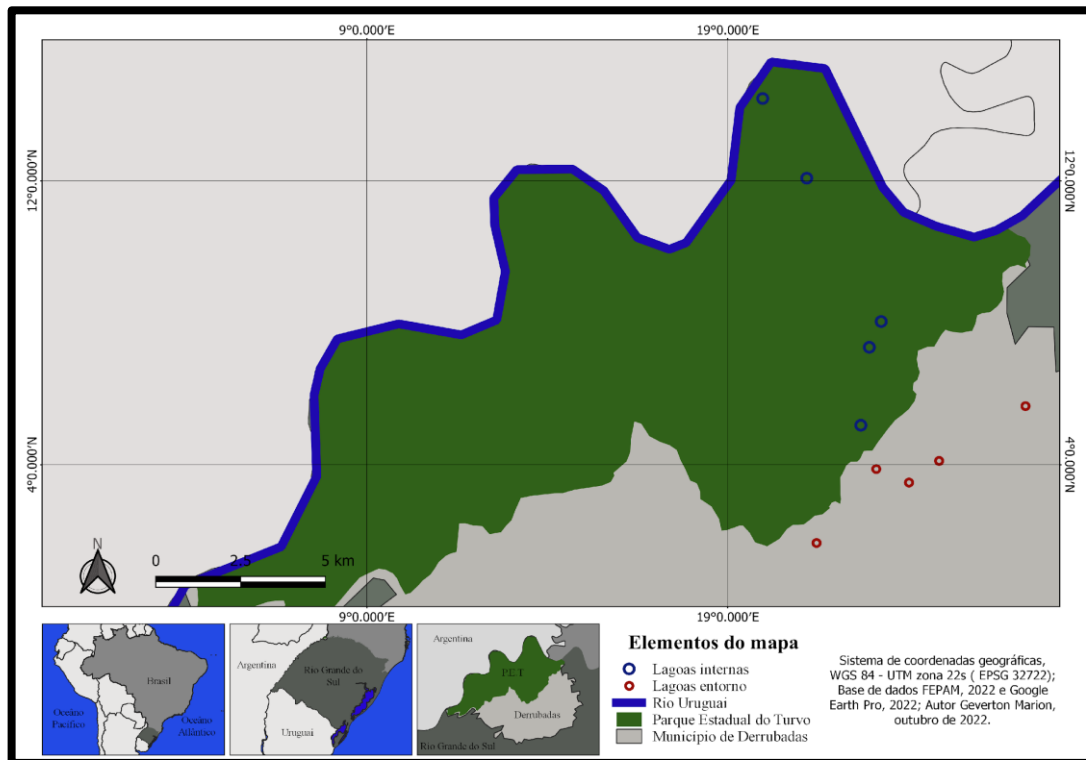 9°0.000'E
19°0.000'E
12°0.000'N
12°0.000'N
4°0.000'N
4°0.000'N
N
0
2.5
5 km
9°0.000'E
19°0.000'E
Brasil
Oceâno
Pacífico
Oceâno
Atlântico
Argentina
Rio Grande do
Sul
Uruguai
Argentina
P.E.T
Derrubadas
Rio Grande do Sul
Elementos do mapa
Lagoas internas
Lagoas entorno
Rio Uruguai
Parque Estadual do Turvo
Município de Derrubadas
Sistema de coordenadas geográficas,
WGS 84 - UTM zona 22s ( EPSG 32722);
Base de dados FEPAM, 2022 e Google
Earth Pro, 2022; Autor Geverton Marion,
outubro de 2022.